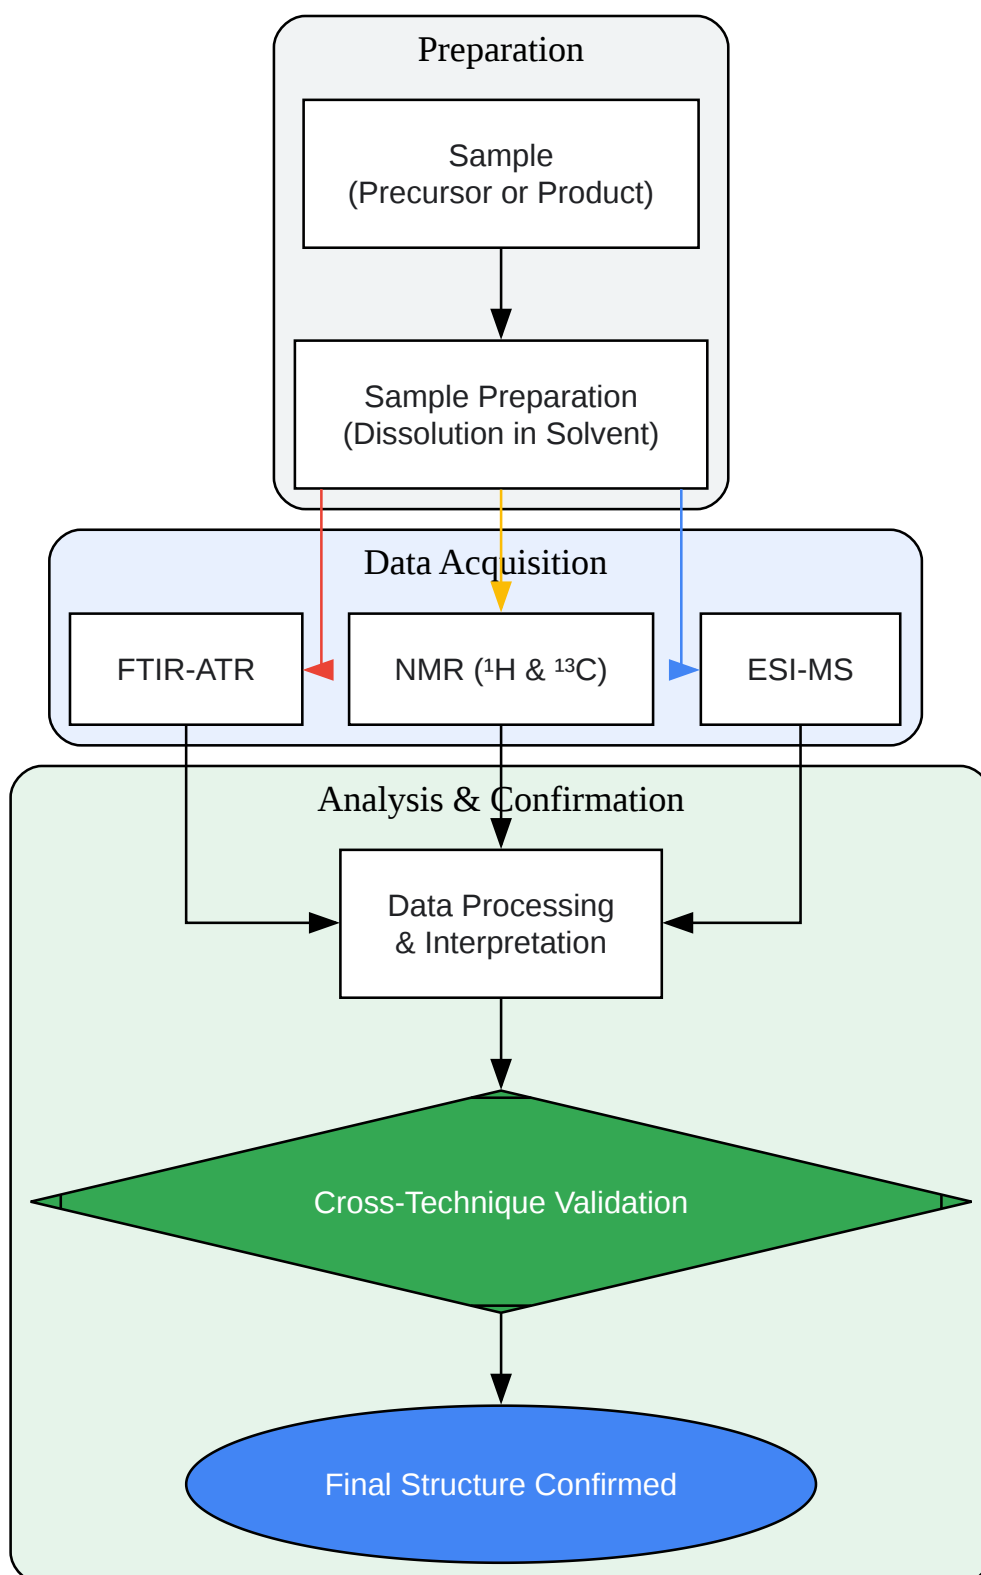 Preparation
Sample
(Precursor or Product)
Sample Preparation
(Dissolution in Solvent)
Data Acquisition
FTIR-ATR
NMR (¹H & ¹³C)
ESI-MS
Analysis & Confirmation
Data Processing
& Interpretation
Cross-Technique Validation
Final Structure Confirmed